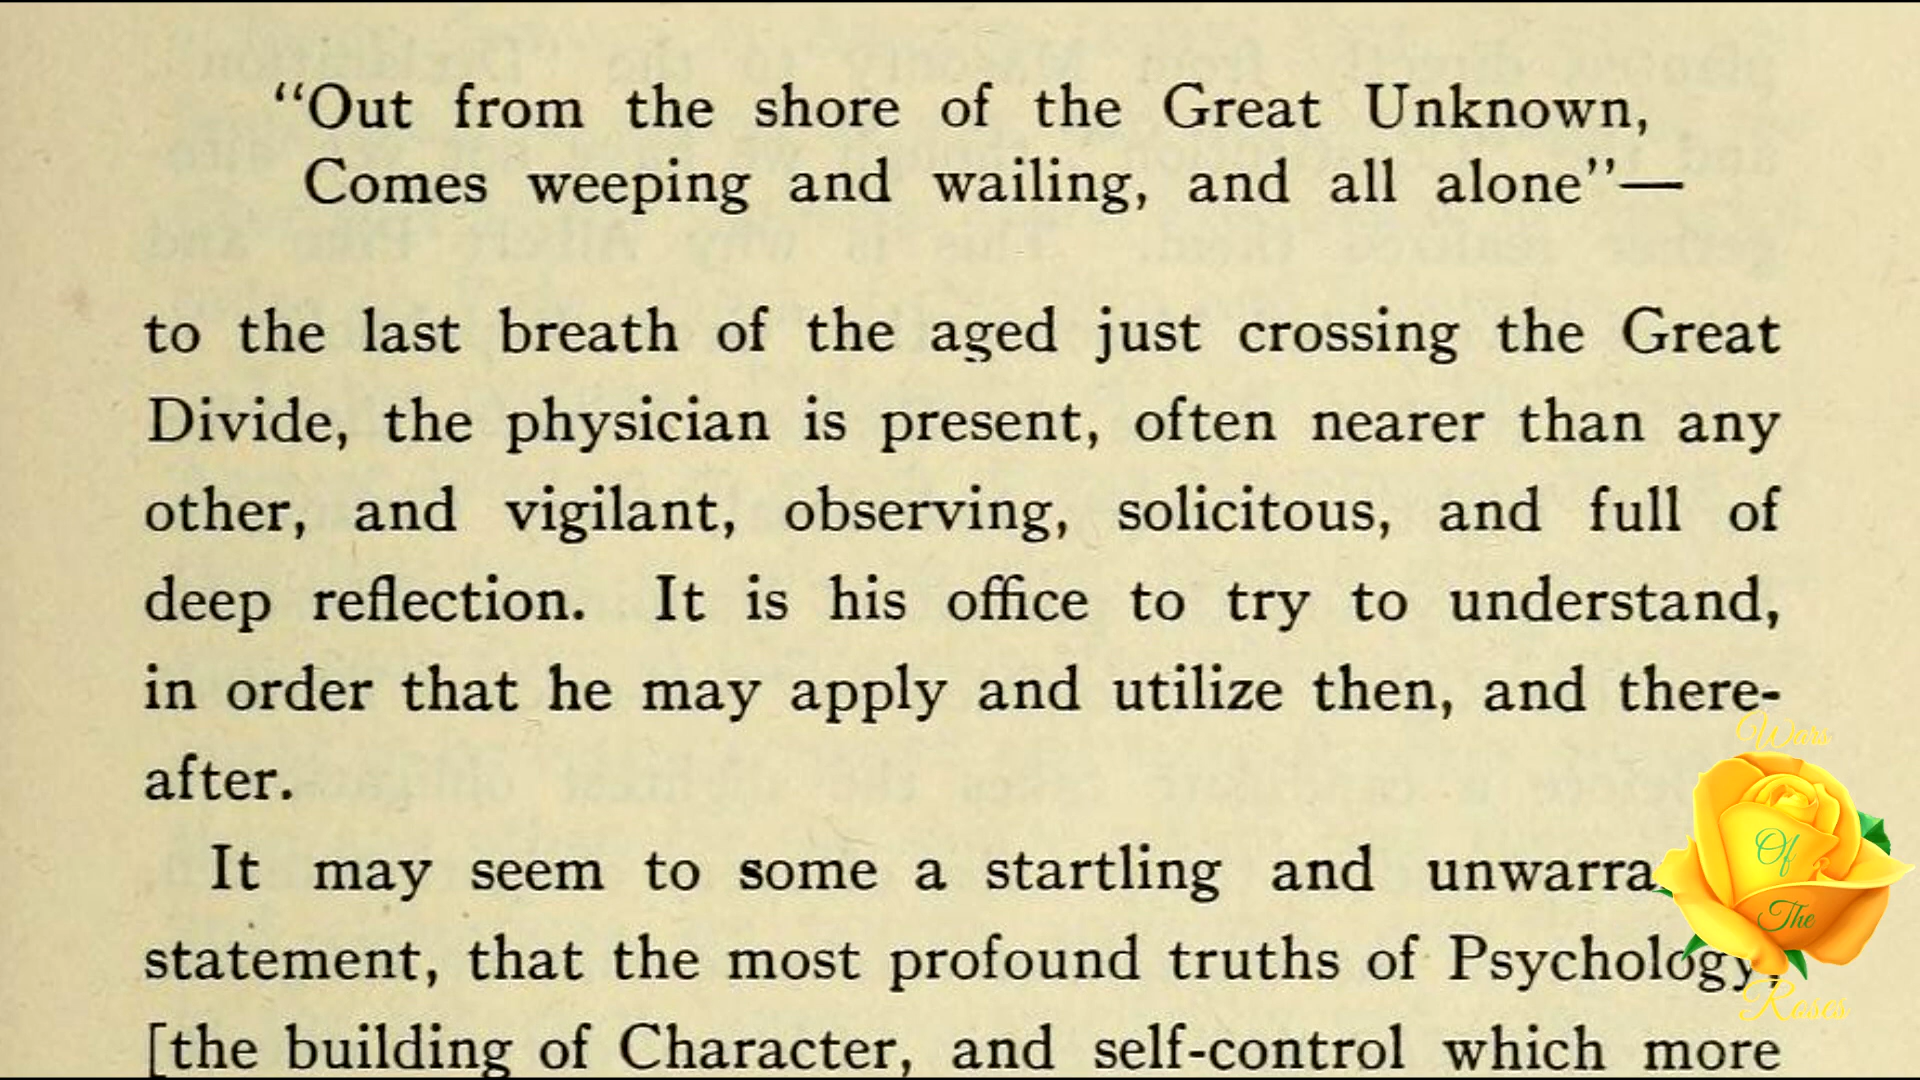 “Out from the shore of the Great Unknown,
Comes weeping and wailing, and all alone”—
to the last breath of the aged just crossing the Great
Divide, the physician is present, often nearer than any
other, and vigilant, observing, solicitous, and full of
deep reflection. It is his office to try to understand,
in order that he may apply and utilize then, and there-
after.
It may seem to some a startling and
statement, that the most profound truths of Psychology,
[the building of Character, and self-control which more
Wars
Of
The
Roses